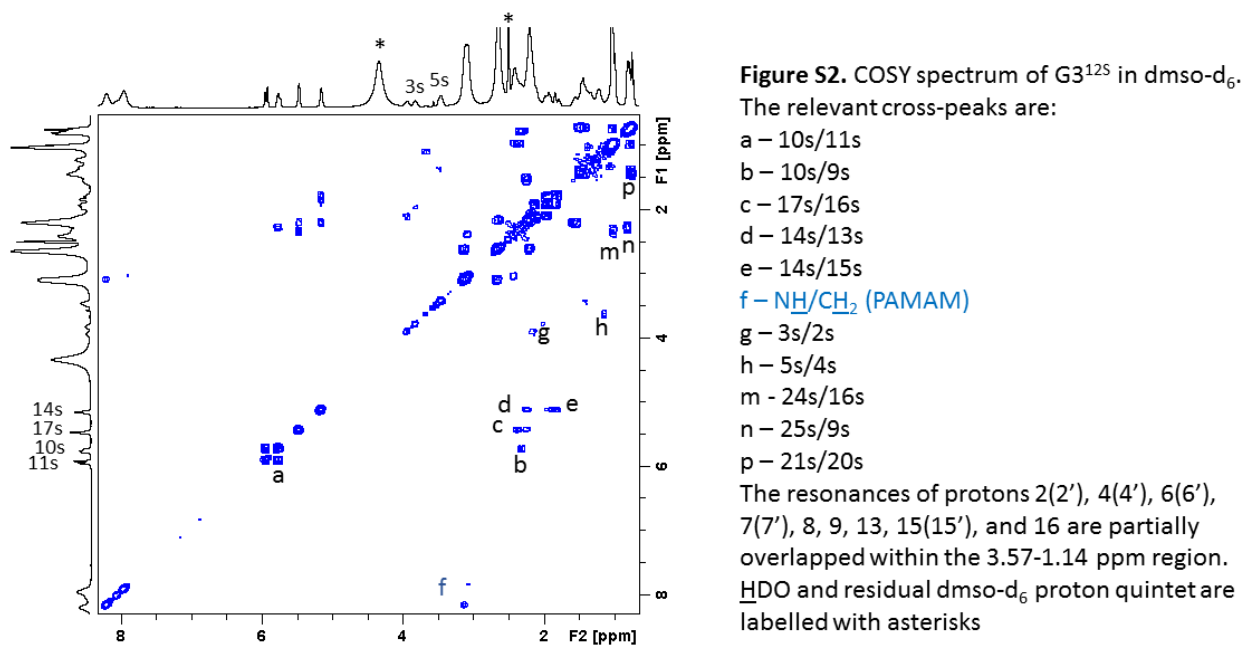 *
*
3s
5s
F1 [ppm]
2
4
6
8
14s
17s
10s
11s
p
m
n
g
h
d
e
c
b
a
f
8
6
4
2
F2 [ppm]
Figure S2. COSY spectrum of G3¹²ˢ in dmso-d₆.
The relevant cross-peaks are:
a – 10s/11s
b – 10s/9s
c – 17s/16s
d – 14s/13s
e – 14s/15s
f – NH/CH₂ (PAMAM)
g – 3s/2s
h – 5s/4s
m - 24s/16s
n – 25s/9s
p – 21s/20s
The resonances of protons 2(2’), 4(4’), 6(6’),
7(7’), 8, 9, 13, 15(15’), and 16 are partially
overlapped within the 3.57-1.14 ppm region.
HDO and residual dmso-d₆ proton quintet are
labelled with asterisks